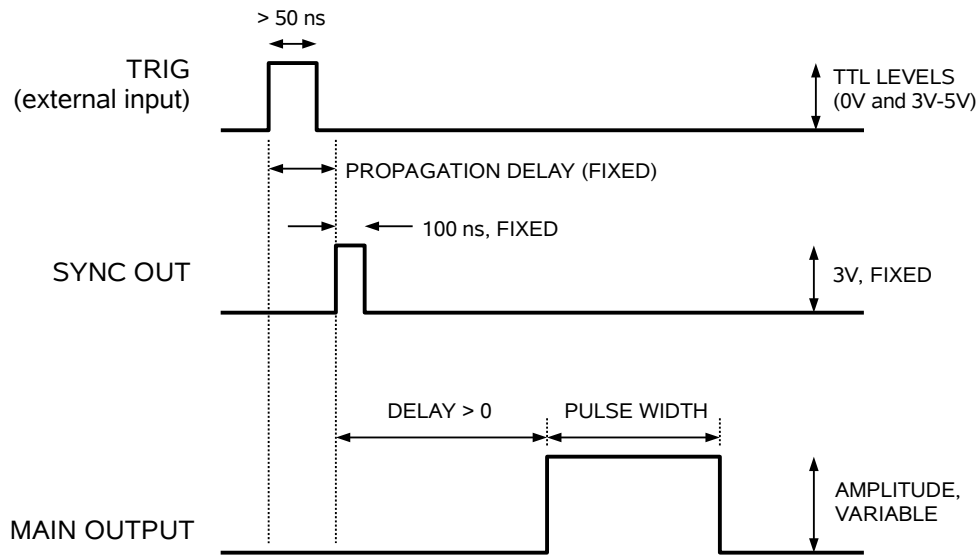 > 50 ns
TRIG
(external input)
TTL LEVELS
(0V and 3V-5V)
PROPAGATION DELAY (FIXED)
100 ns, FIXED
SYNC OUT
3V, FIXED
DELAY > 0
PULSE WIDTH
AMPLITUDE,
VARIABLE
MAIN OUTPUT